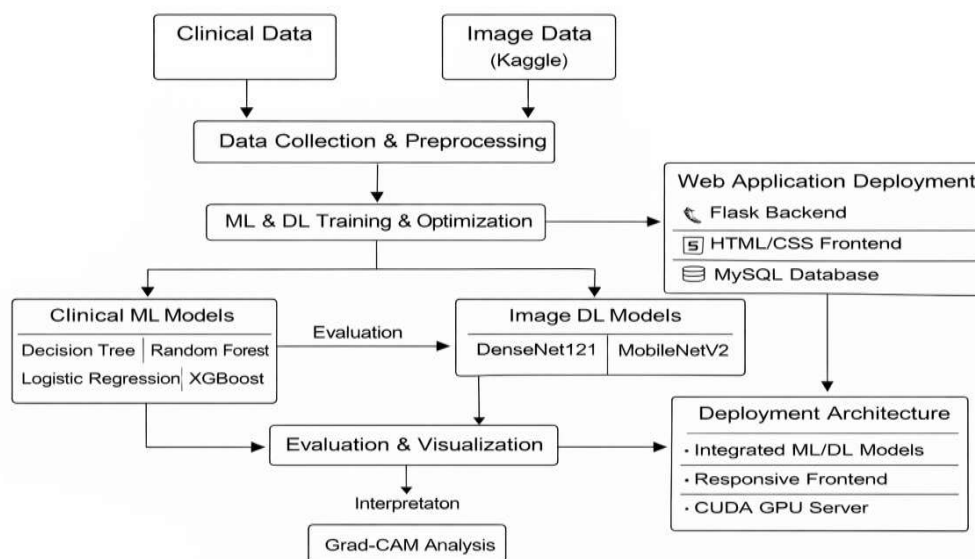 Clinical Data
Image Data
(Kaggle)
Data Collection & Preprocessing
ML & DL Training & Optimization
Web Application Deployment
Flask Backend
5 HTML/CSS Frontend
MySQL Database
Clinical ML Models
Decision Tree Random Forest
Logistic Regression XGBoost
Evaluation
Image DL Models
DenseNet121 MobileNetV2
Evaluation & Visualization
Deployment Architecture
· Integrated ML/DL Models
· Responsive Frontend
· CUDA GPU Server
Interpretaton
Grad-CAM Analysis